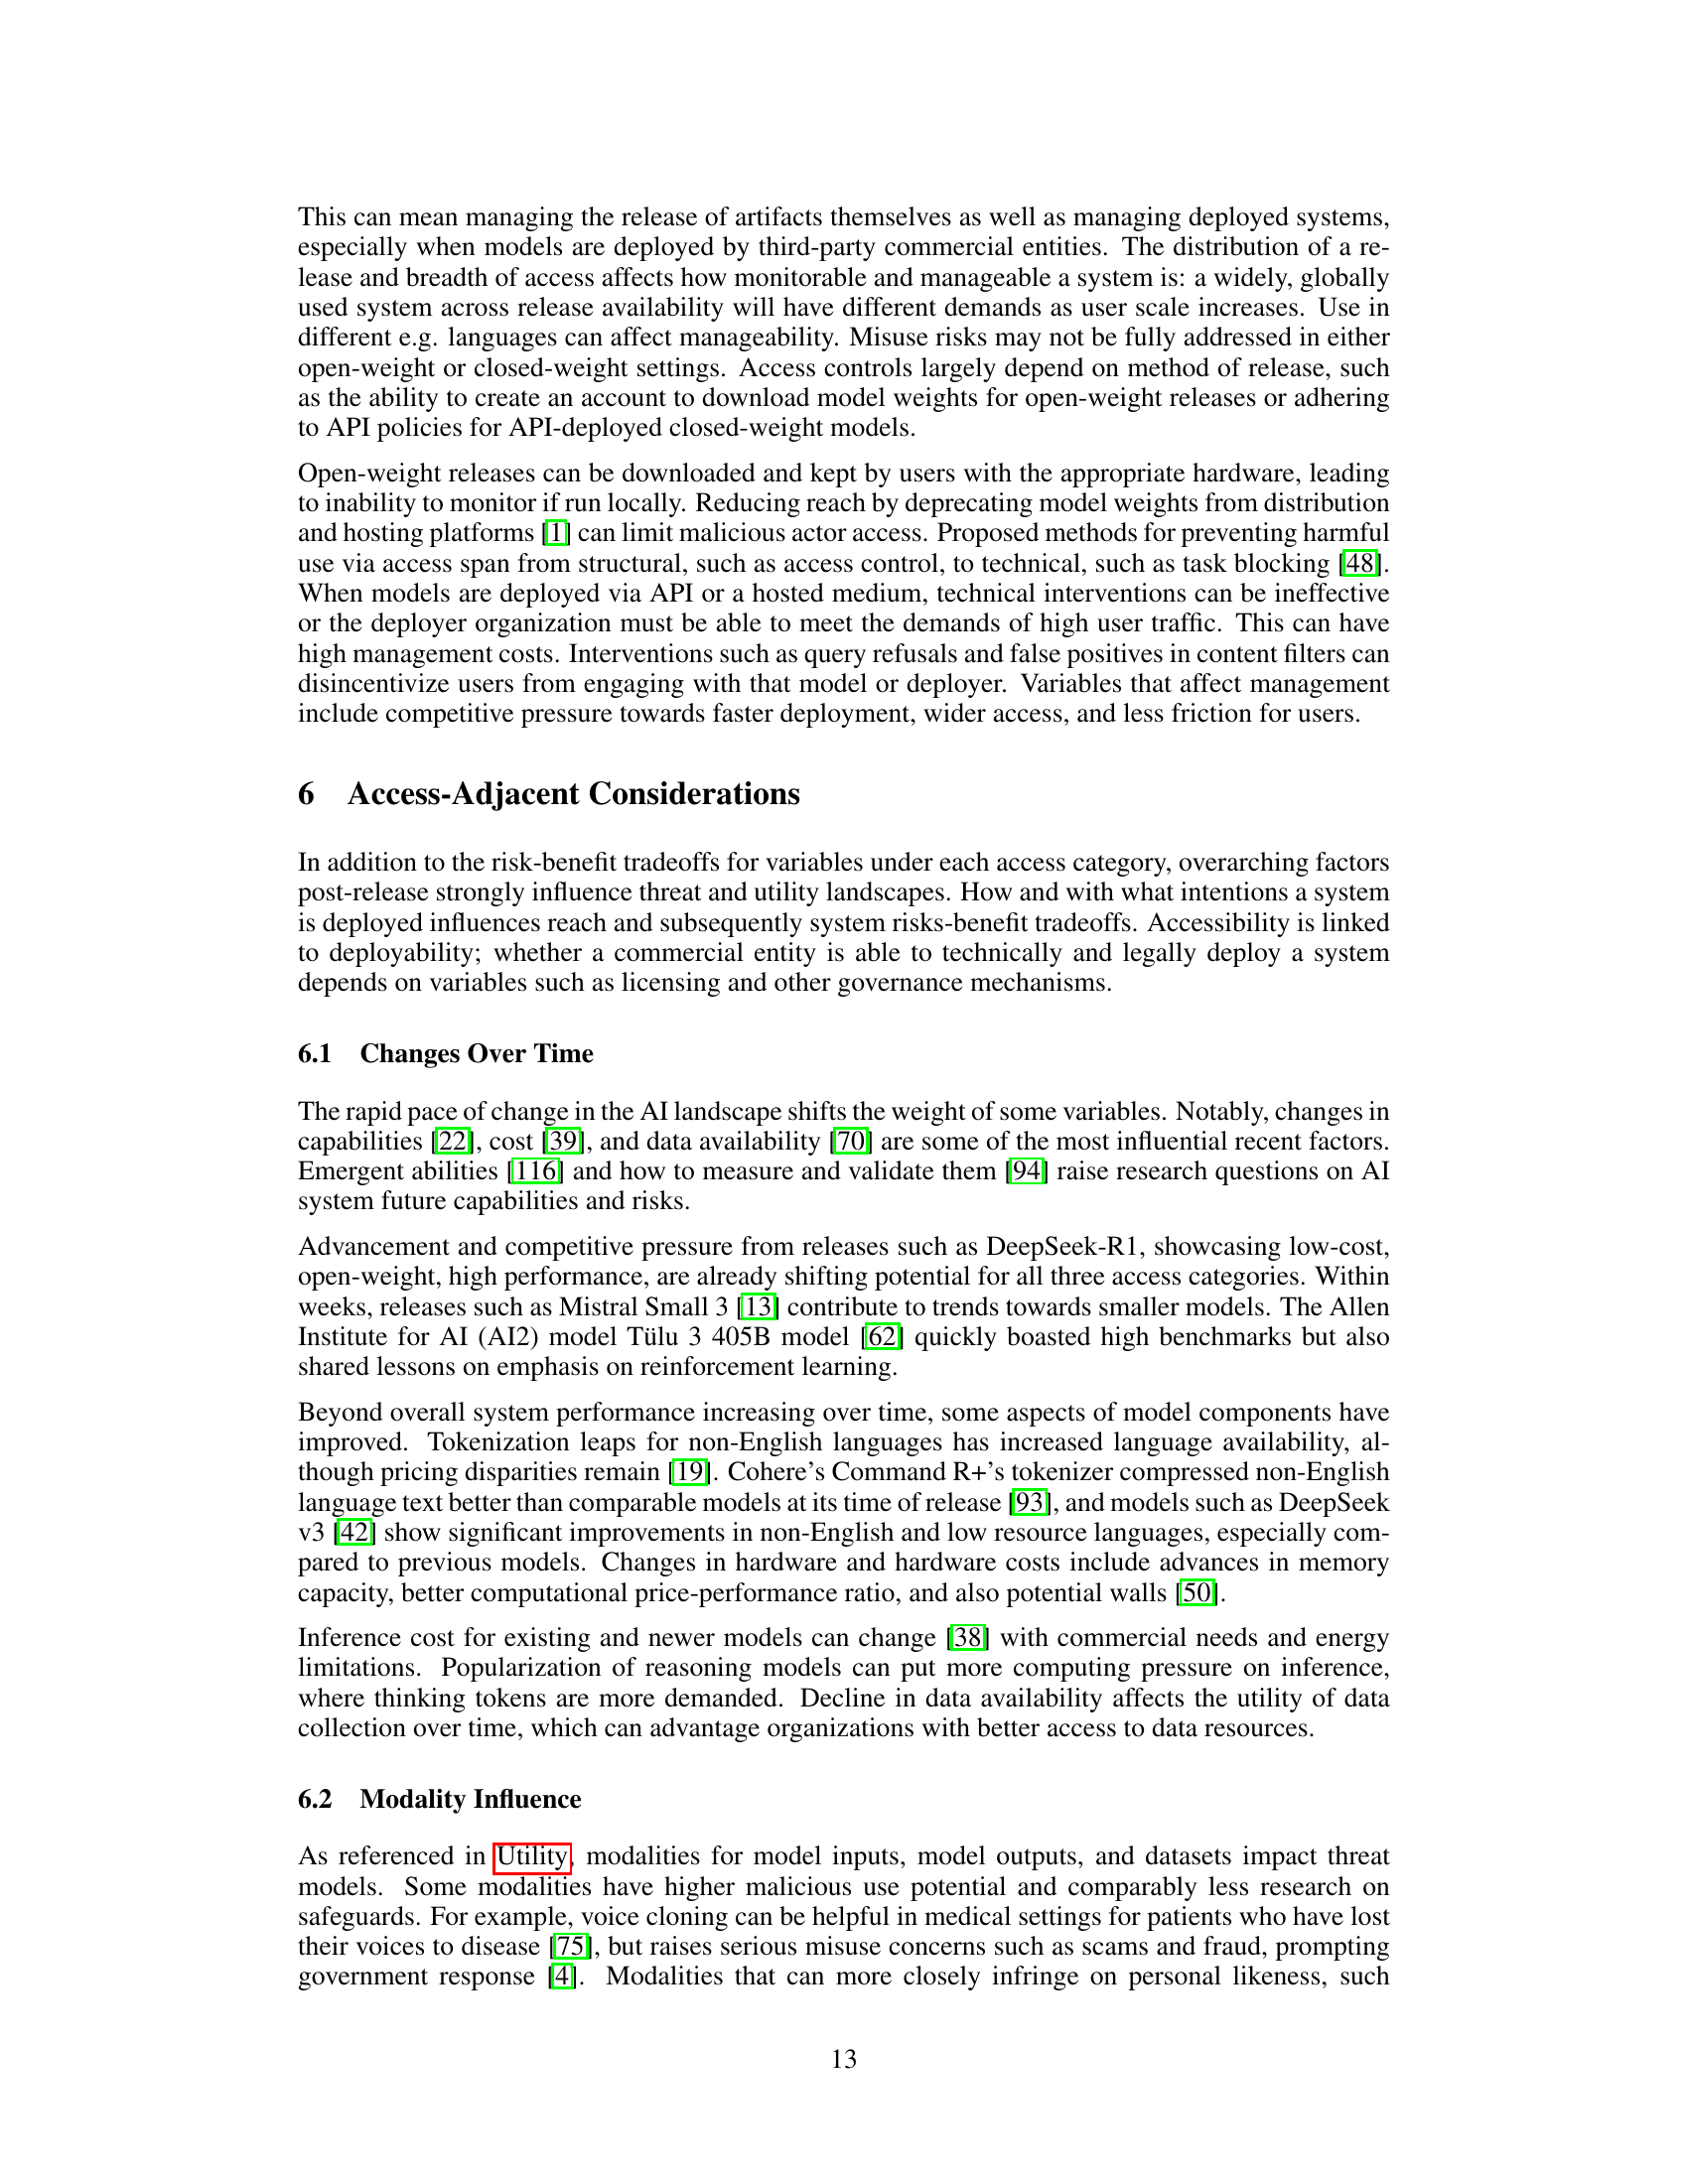 This can mean managing the release of artifacts themselves as well as managing deployed systems,
especially when models are deployed by third-party commercial entities. The distribution of a re-
lease and breadth of access affects how monitorable and manageable a system is: a widely, globally
used system across release availability will have different demands as user scale increases. Use in
different e.g. languages can affect manageability. Misuse risks may not be fully addressed in either
open-weight or closed-weight settings. Access controls largely depend on method of release, such
as the ability to create an account to download model weights for open-weight releases or adhering
to API policies for API-deployed closed-weight models.
Open-weight releases can be downloaded and kept by users with the appropriate hardware, leading
to inability to monitor if run locally. Reducing reach by deprecating model weights from distribution
and hosting platforms [1] can limit malicious actor access. Proposed methods for preventing harmful
use via access span from structural, such as access control, to technical, such as task blocking [48].
When models are deployed via API or a hosted medium, technical interventions can be ineffective
or the deployer organization must be able to meet the demands of high user traffic. This can have
high management costs. Interventions such as query refusals and false positives in content filters can
disincentivize users from engaging with that model or deployer. Variables that affect management
include competitive pressure towards faster deployment, wider access, and less friction for users.
6 Access-Adjacent Considerations
In addition to the risk-benefit tradeoffs for variables under each access category, overarching factors
post-release strongly influence threat and utility landscapes. How and with what intentions a system
is deployed influences reach and subsequently system risks-benefit tradeoffs. Accessibility is linked
to deployability; whether a commercial entity is able to technically and legally deploy a system
depends on variables such as licensing and other governance mechanisms.
6.1 Changes Over Time
The rapid pace of change in the AI landscape shifts the weight of some variables. Notably, changes in
capabilities [22], cost [39], and data availability [70] are some of the most influential recent factors.
Emergent abilities [116] and how to measure and validate them [94] raise research questions on AI
system future capabilities and risks.
Advancement and competitive pressure from releases such as DeepSeek-R1, showcasing low-cost,
open-weight, high performance, are already shifting potential for all three access categories. Within
weeks, releases such as Mistral Small 3 [13] contribute to trends towards smaller models. The Allen
Institute for AI (AI2) model Tülu 3 405B model [62] quickly boasted high benchmarks but also
shared lessons on emphasis on reinforcement learning.
Beyond overall system performance increasing over time, some aspects of model components have
improved. Tokenization leaps for non-English languages has increased language availability, al-
though pricing disparities remain [19]. Cohere's Command R+'s tokenizer compressed non-English
language text better than comparable models at its time of release [93], and models such as DeepSeek
v3 [42] show significant improvements in non-English and low resource languages, especially com-
pared to previous models. Changes in hardware and hardware costs include advances in memory
capacity, better computational price-performance ratio, and also potential walls [50].
Inference cost for existing and newer models can change [38] with commercial needs and energy
limitations. Popularization of reasoning models can put more computing pressure on inference,
where thinking tokens are more demanded. Decline in data availability affects the utility of data
collection over time, which can advantage organizations with better access to data resources.
6.2 Modality Influence
As referenced in Utility, modalities for model inputs, model outputs, and datasets impact threat
models. Some modalities have higher malicious use potential and comparably less research on
safeguards. For example, voice cloning can be helpful in medical settings for patients who have lost
their voices to disease [75], but raises serious misuse concerns such as scams and fraud, prompting
government response [4]. Modalities that can more closely infringe on personal likeness, such
13